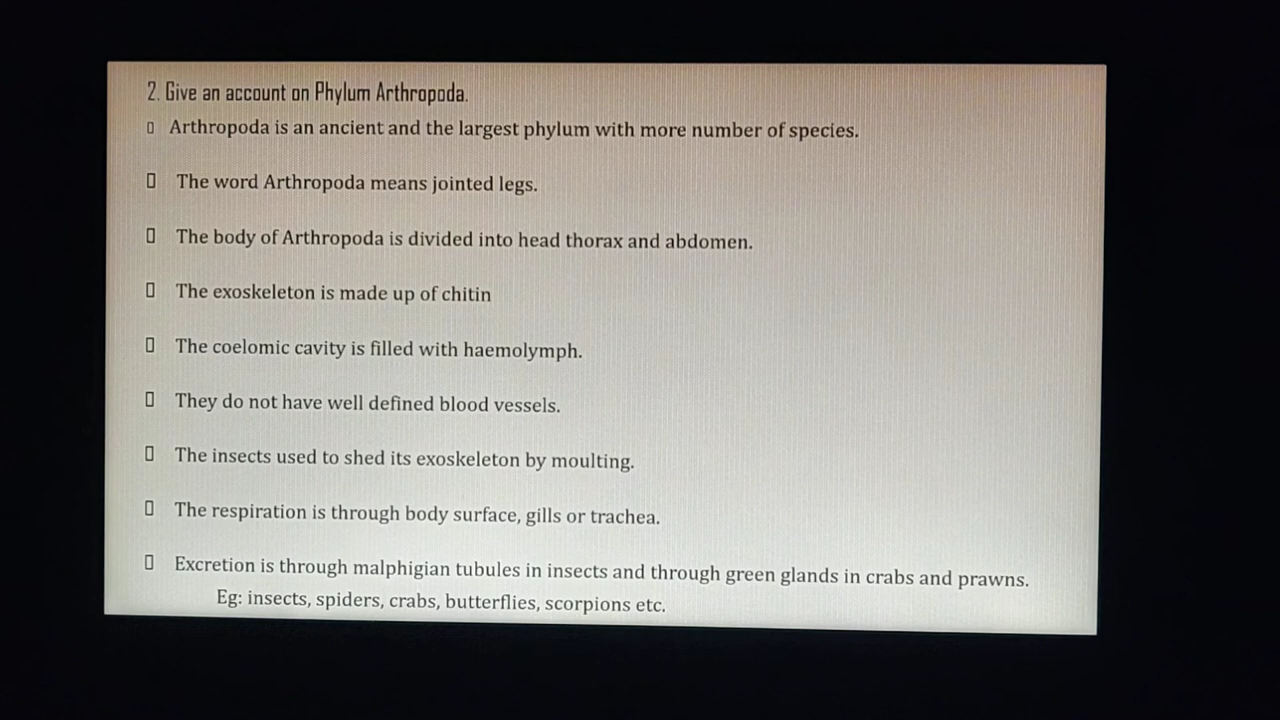 2. Give an account on Phylum Arthropoda.
▯ Arthropoda is an ancient and the largest phylum with more number of species.
▯ The word Arthropoda means jointed legs.
▯ The body of Arthropoda is divided into head thorax and abdomen.
▯ The exoskeleton is made up of chitin
▯ The coelomic cavity is filled with haemolymph.
▯ They do not have well defined blood vessels.
▯ The insects used to shed its exoskeleton by moulting.
▯ The respiration is through body surface, gills or trachea.
▯ Excretion is through malphigian tubules in insects and through green glands in crabs and prawns.
Eg: insects, spiders, crabs, butterflies, scorpions etc.